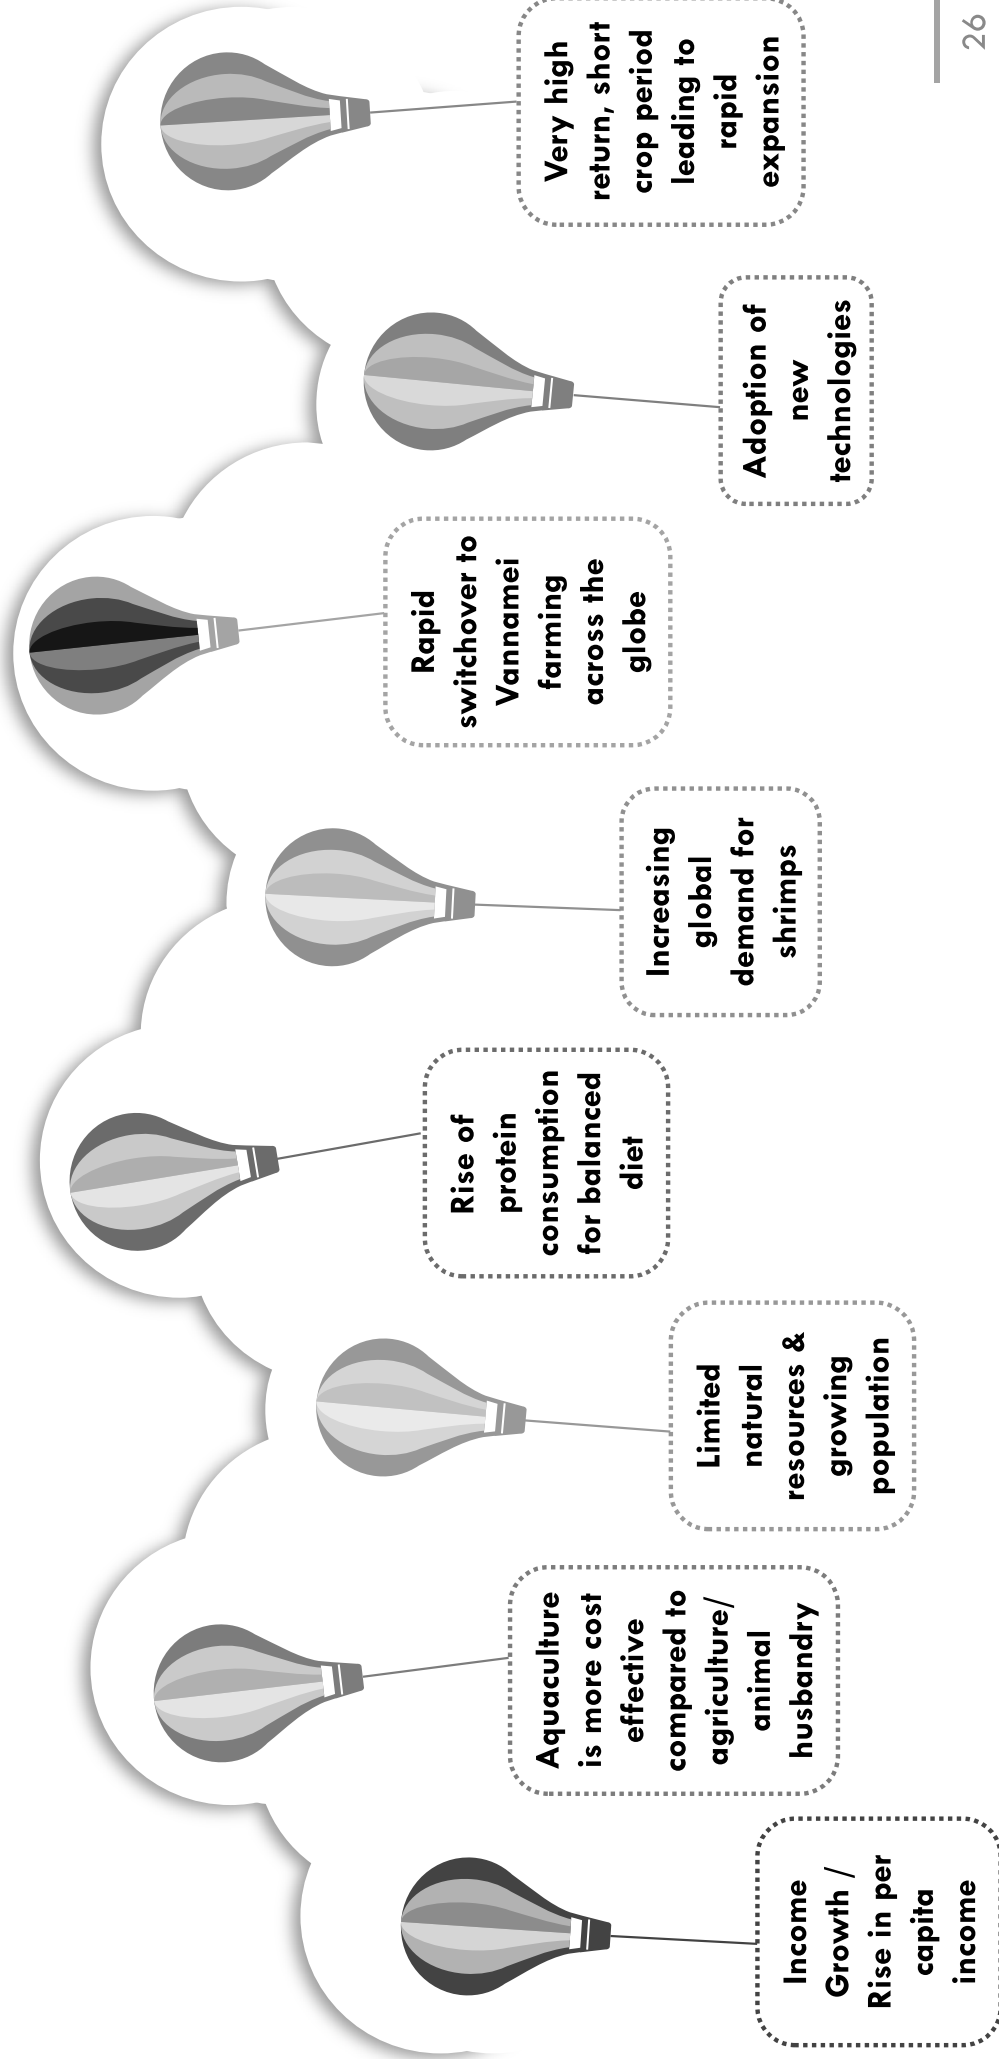 Income
Growth /
Rise in per
capita
income
Aquaculture
is more cost
effective
compared to
agriculture/
animal
husbandry
Limited
natural
resources &
growing
population
Rise of
protein
consumption
for balanced
diet
Increasing
global
demand for
shrimps
Rapid
switchover to
Vannamei
farming
across the
globe
Adoption of
new
technologies
Very high
return, short
crop period
leading to
rapid
expansion
26